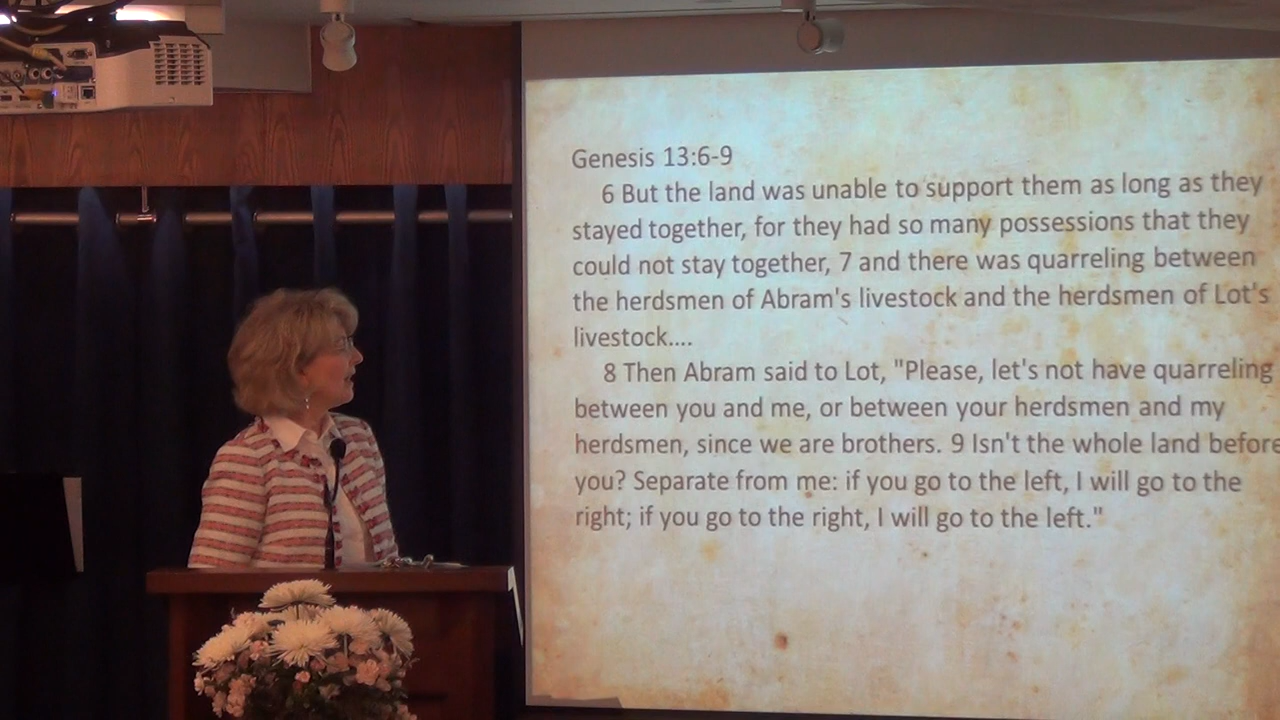 Genesis 13:6-9
6 But the land was unable to support them as long as they
stayed together, for they had so many possessions that they
could not stay together, 7 and there was quarreling between
the herdsmen of Abram's livestock and the herdsmen of Lot's
livestock....
8 Then Abram said to Lot, "Please, let's not have quarreling
between you and me, or between your herdsmen and my
herdsmen, since we are brothers. 9 Isn't the whole land before
you? Separate from me: if you go to the left, I will go to the
right; if you go to the right, I will go to the left."